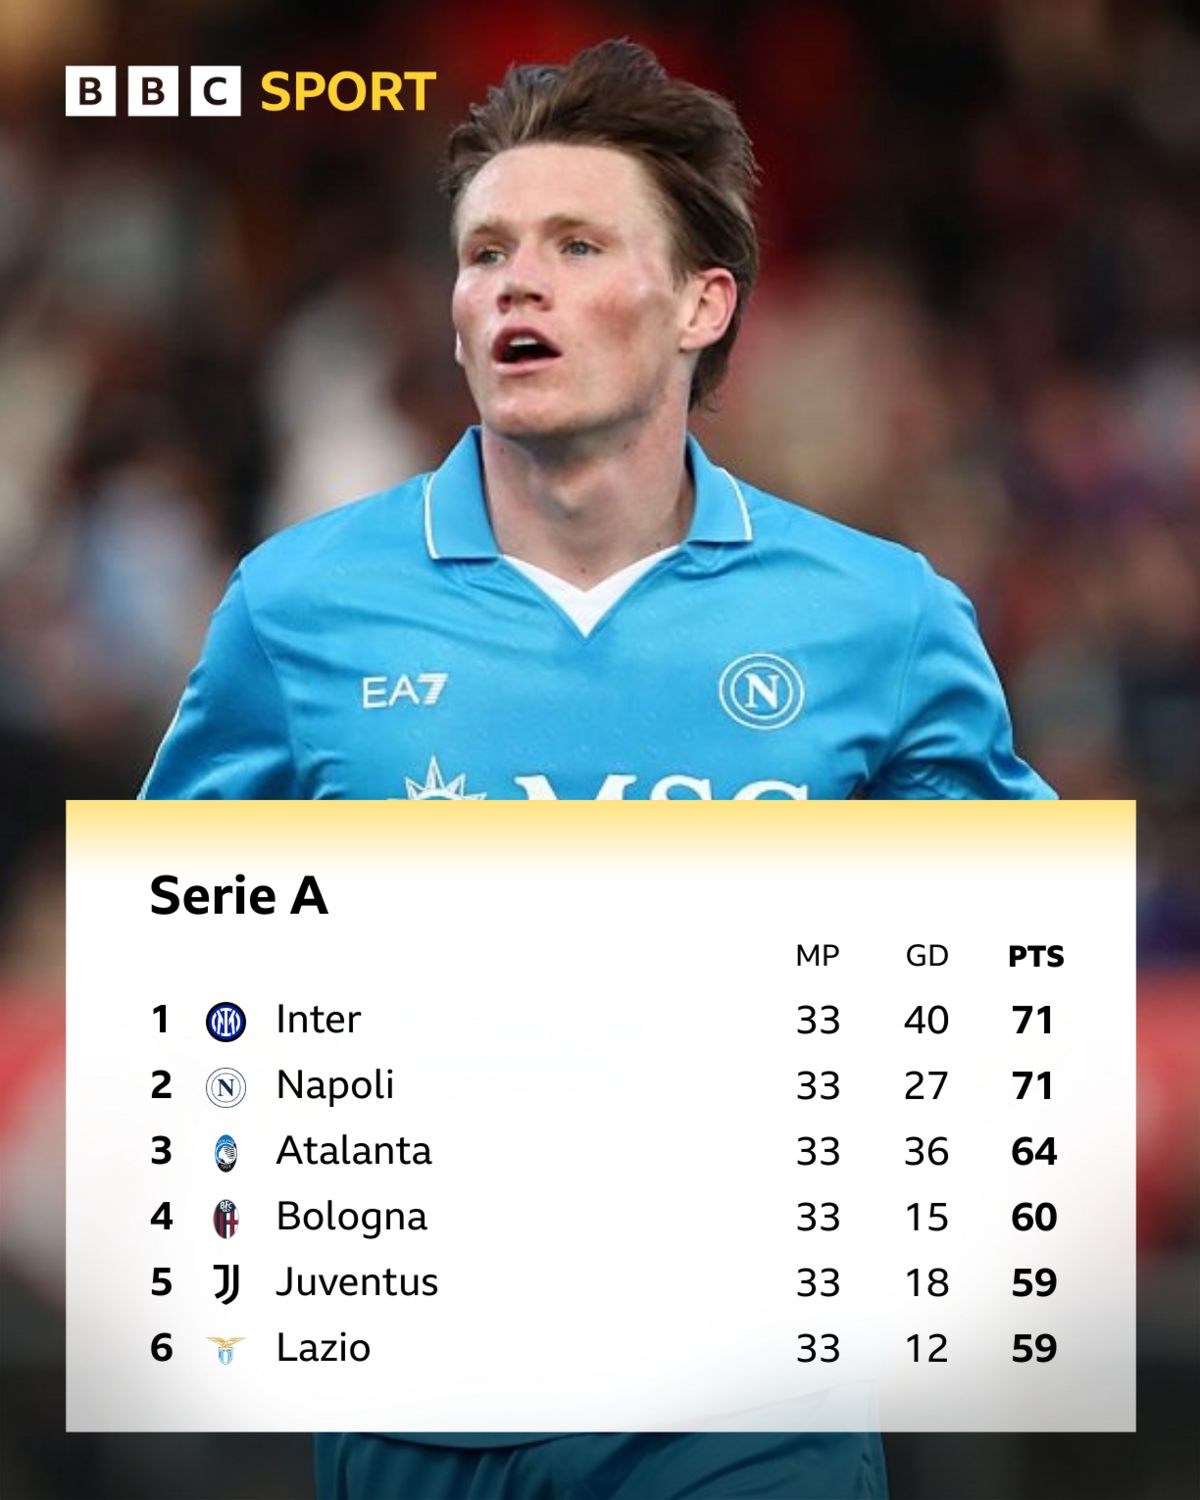 BBC SPORT
EA7
N
MSC
Serie A
MP GD PTS
1 Inter 33 40 71
2 N Napoli 33 27 71
3 Atalanta 33 36 64
4 Bologna 33 15 60
5 Juventus 33 18 59
6 Lazio 33 12 59